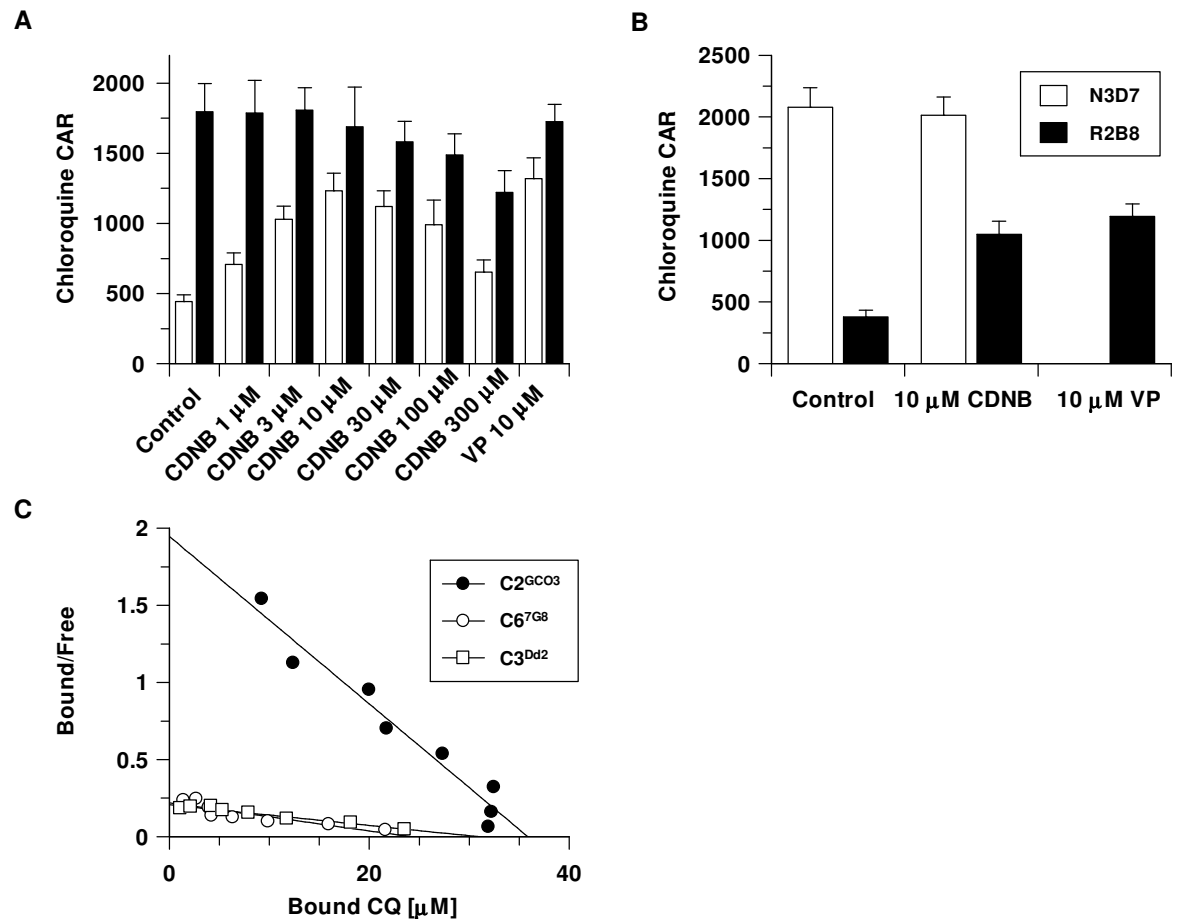 A
Chloroquine CAR
2000
1500
1000
500
0
Control
CDNB 1 μM
CDNB 3 μM
CDNB 10 μM
CDNB 30 μM
CDNB 100 μM
CDNB 300 μM
VP 10 μM
B
Chloroquine CAR
2500
2000
1500
1000
500
0
N3D7
R2B8
Control
10 μM CDNB
10 μM VP
C
Bound/Free
2
1.5
1
0.5
0
C2GCO3
C67G8
C3Dd2
0 20 40
Bound CQ [μM]